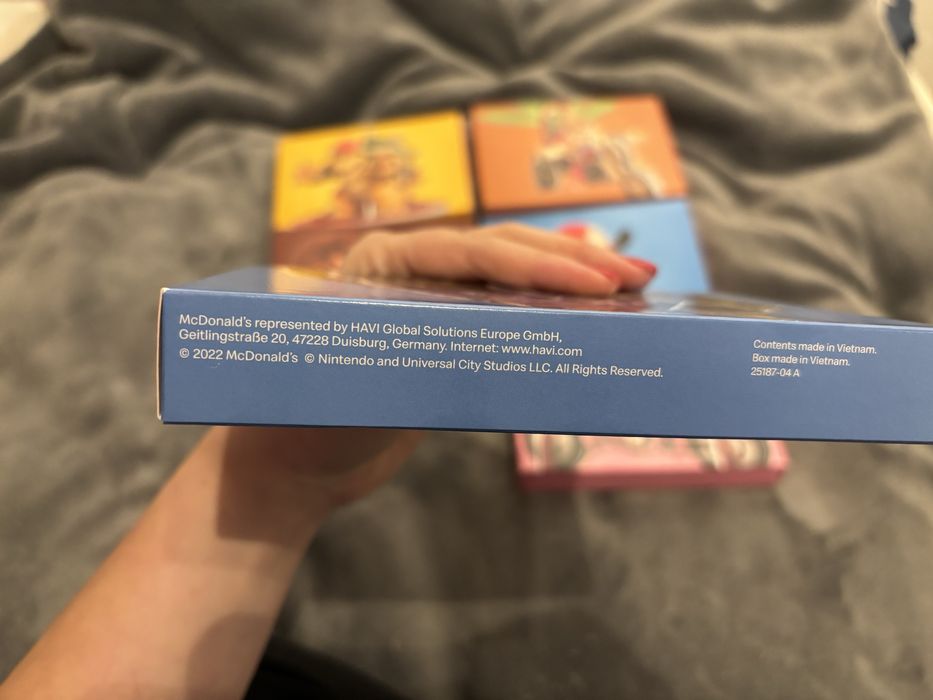 McDonald's represented by HAVI Global Solutions Europe GmbH,
Geitlingstraße 20, 47228 Duisburg, Germany. Internet: www.havi.com
© 2022 McDonald's © Nintendo and Universal City Studios LLC. All Rights Reserved.
Contents made in Vietnam.
Box made in Vietnam.
25187-04 A